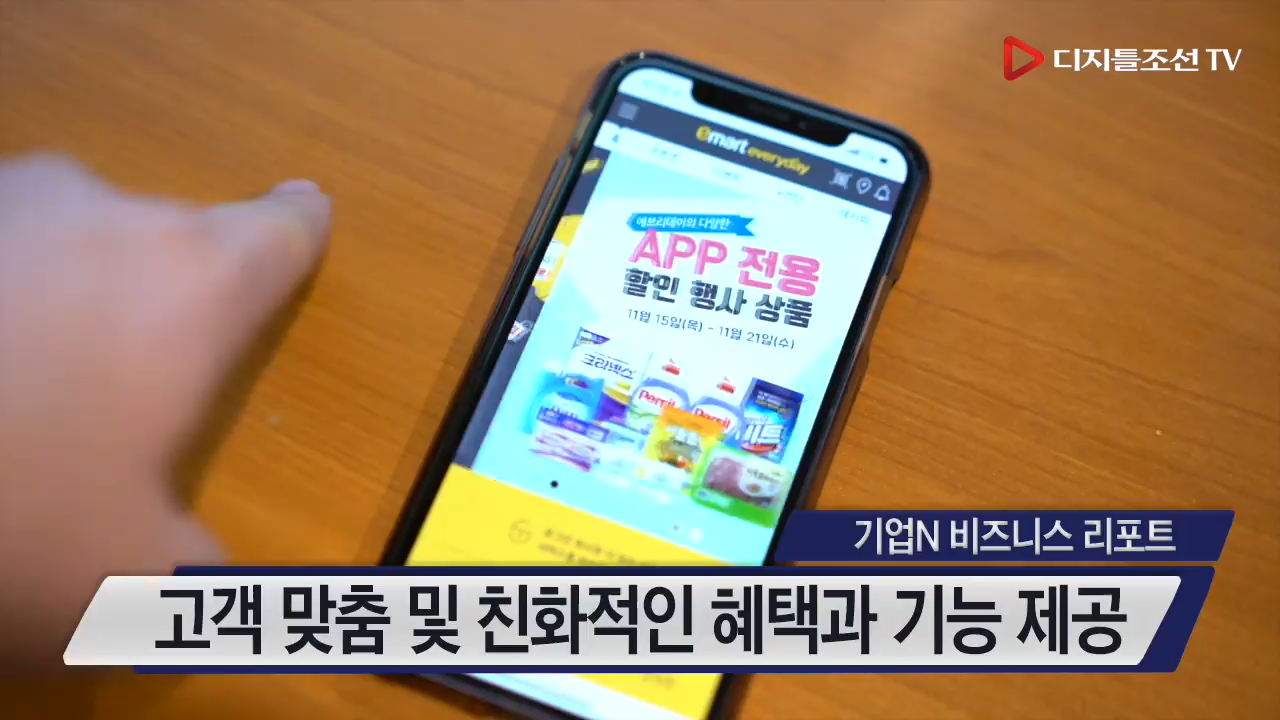 디지틀조선 TV
emart everyday
에브리데이의 다양한
APP 전용
할인 행사 상품
11월 15일(목) - 11월 21일(수)
크리넥스
Persil
Persil
비트
기업N 비즈니스 리포트
고객 맞춤 및 친화적인 혜택과 기능 제공